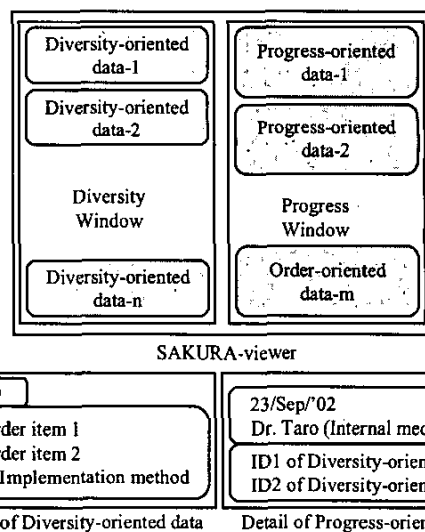 Diversity-oriented
data-1
Diversity-oriented
data-2
Diversity
Window
Diversity-oriented
data-n
Progress-oriented
data-1
Progress-oriented
data-2
Progress
Window
Order-oriented
data-m
SAKURA-viewer
der item 1
der item 2
Implementation method
of Diversity-oriented data
23/Sep/'02
Dr. Taro (Internal med
ID1 of Diversity-orien
ID2 of Diversity-orien
Detail of Progress-orien